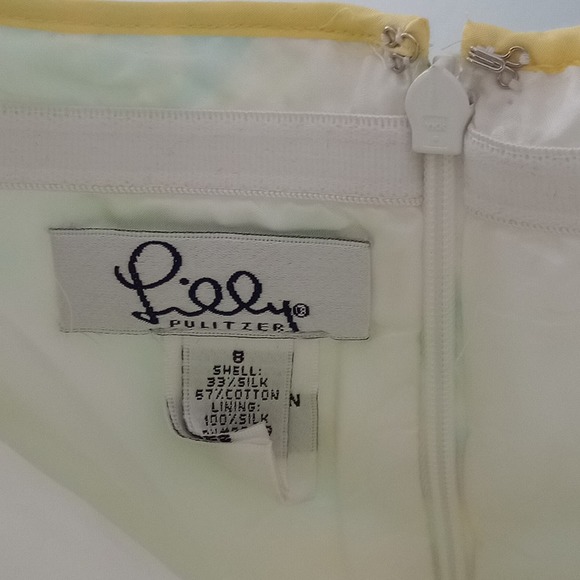 Lilly®
PULITZER
8
SHELL:
33%SILK
67%COTTON
LINING:
100%SILK
N